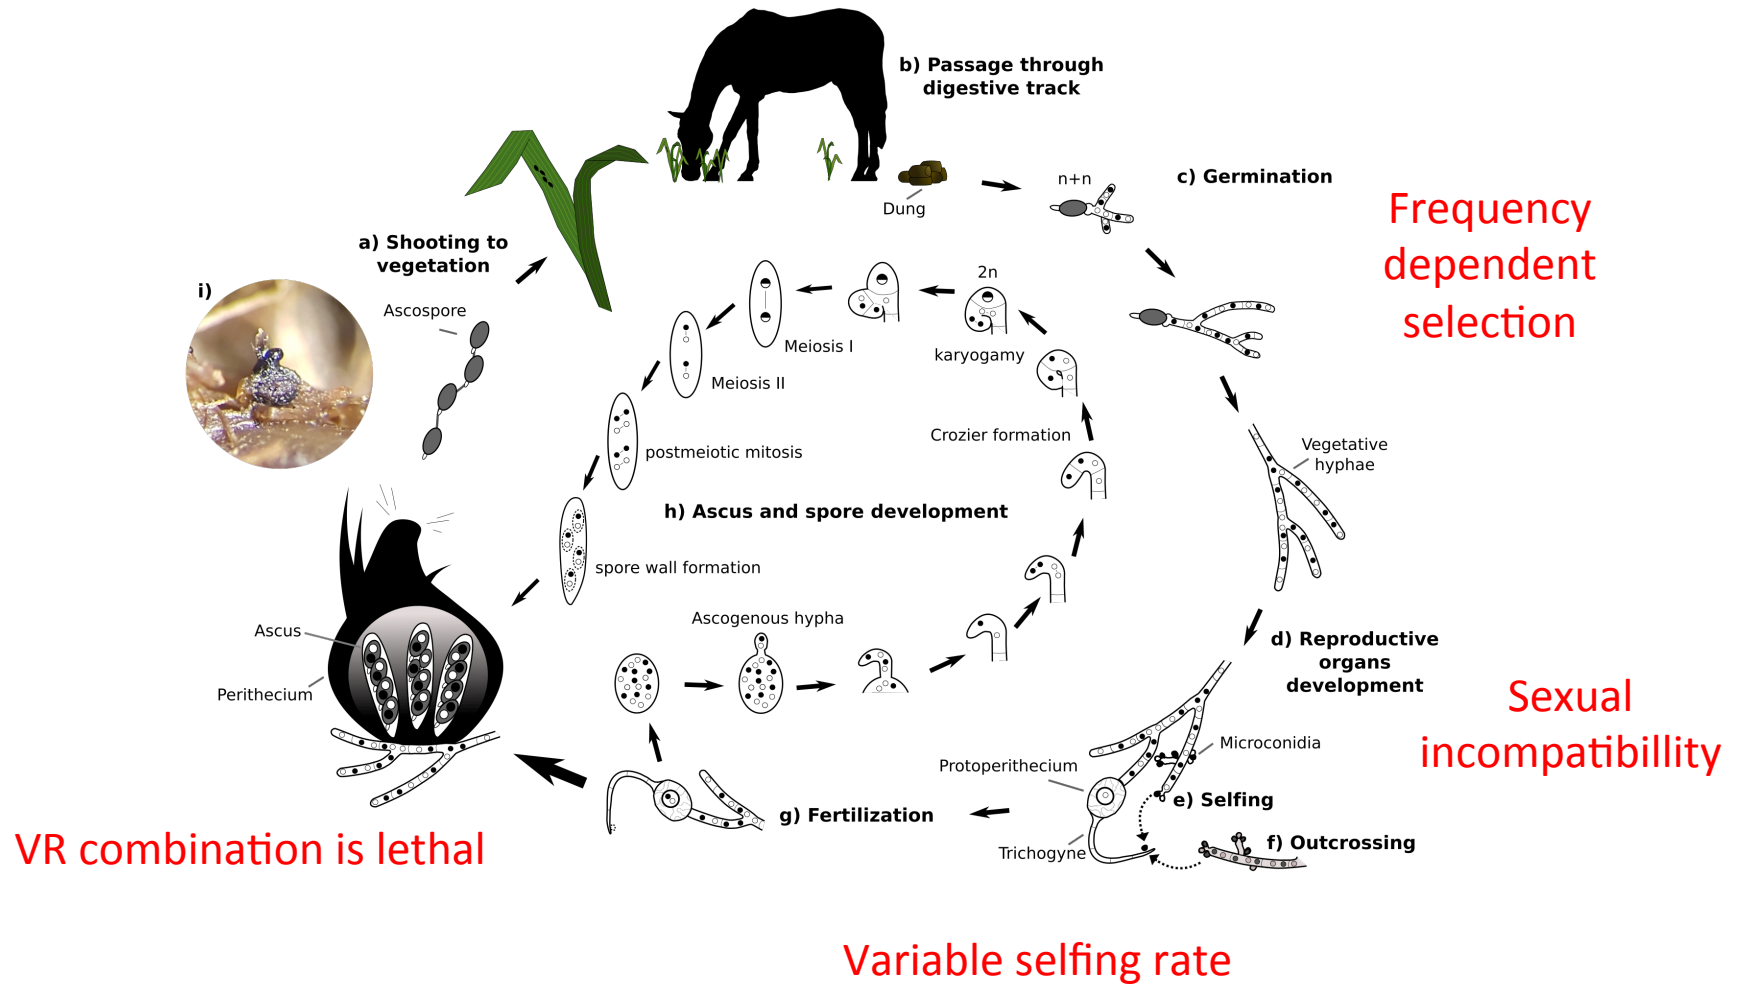 b) Passage through
digestive track
Dung
n+n
c) Germination
Frequency
dependent
selection
a) Shooting to
vegetation
i)
Ascospore
2n
karyogamy
Meiosis I
Meiosis II
postmeiotic mitosis
Crozier formation
Vegetative
hyphae
h) Ascus and spore development
spore wall formation
Ascogenous hypha
Ascus
Perithecium
d) Reproductive
organs
development
Sexual
incompatibillity
Microconidia
Protoperithecium
e) Selfing
g) Fertilization
Trichogyne
f) Outcrossing
VR combination is lethal
Variable selfing rate